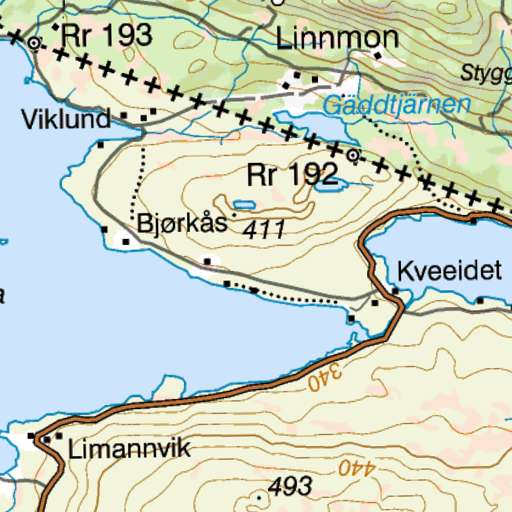 Rr 193
Linnmon
Stygg
Gäddtjärnen
Viklund
Rr 192
Bjørkås
411
Kveeidet
a
340
Limannvik
440
493